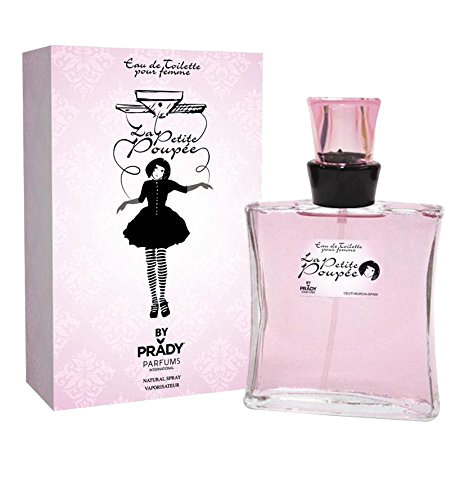 Eau de Toilette
pour femme
La Petite
Poupée
BY
PRADY
PARFUMS
INTERNATIONAL
NATURAL SPRAY
VAPORISATEUR
Eau de Toilette
pour femme
La Petite
Poupée
BY
PRADY
PARFUMS